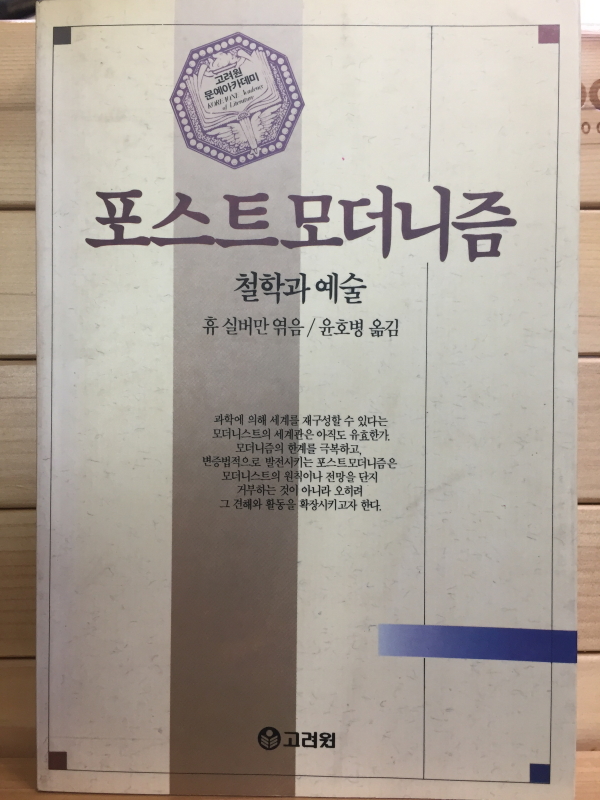 고려원
문예아카데미
KOREONE Academy
of Literature
포스트모더니즘
철학과 예술
휴 실버만 엮음 / 윤호병 옮김
과학에 의해 세계를 재구성할 수 있다는
모더니스트의 세계관은 아직도 유효한가.
모더니즘의 한계를 극복하고,
변증법적으로 발전시키는 포스트모더니즘은
모더니스트의 원칙이나 전망을 단지
거부하는 것이 아니라 오히려
그 견해와 활동을 확장시키고자 한다.
고려원